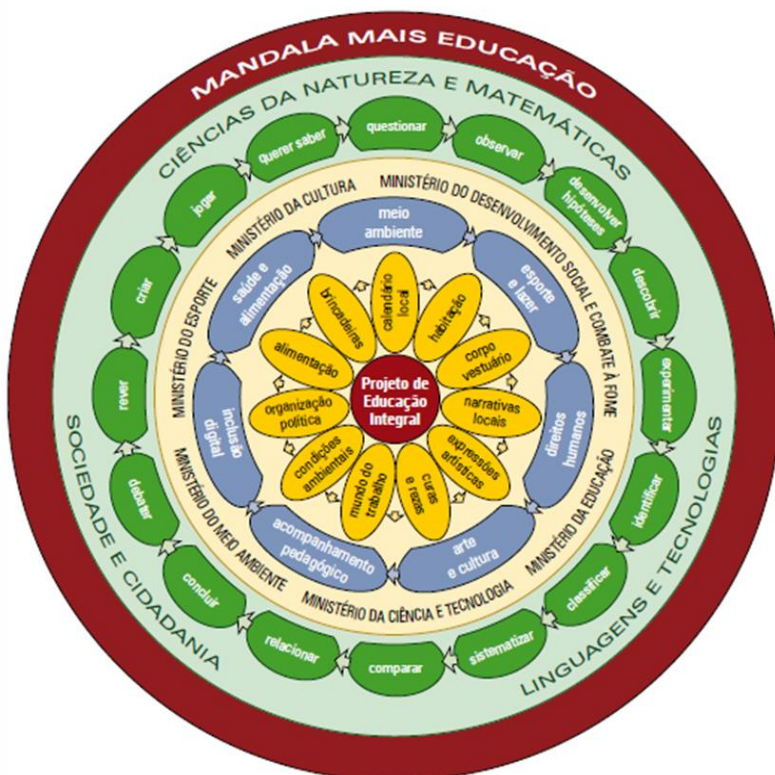 MANDALA MAIS EDUCAÇÃO
CIÊNCIAS DA NATUREZA E MATEMÁTICAS
LINGUAGENS E TECNOLOGIAS
SOCIEDADE E CIDADANIA
questionar
observar
desenvolver
hipóteses
descobrir
experimentar
identificar
classificar
sistematizar
comparar
relacionar
concluir
debater
rever
criar
jogar
querer saber
MINISTÉRIO DA CULTURA
MINISTÉRIO DO DESENVOLVIMENTO SOCIAL E COMBATE À FOME
MINISTÉRIO DA EDUCAÇÃO
MINISTÉRIO DA CIÊNCIA E TECNOLOGIA
MINISTÉRIO DO MEIO AMBIENTE
MINISTÉRIO DO ESPORTE
meio
ambiente
esporte
e lazer
direitos
humanos
arte
e cultura
acompanhamento
pedagógico
inclusão
digital
saúde e
alimentação
calendário
local
habitação
corpo
vestuário
narrativas
locais
expressões
artísticas
curas
e rezas
mundo do
trabalho
condições
ambientais
organização
política
alimentação
brincadeiras
Projeto de
Educação
Integral